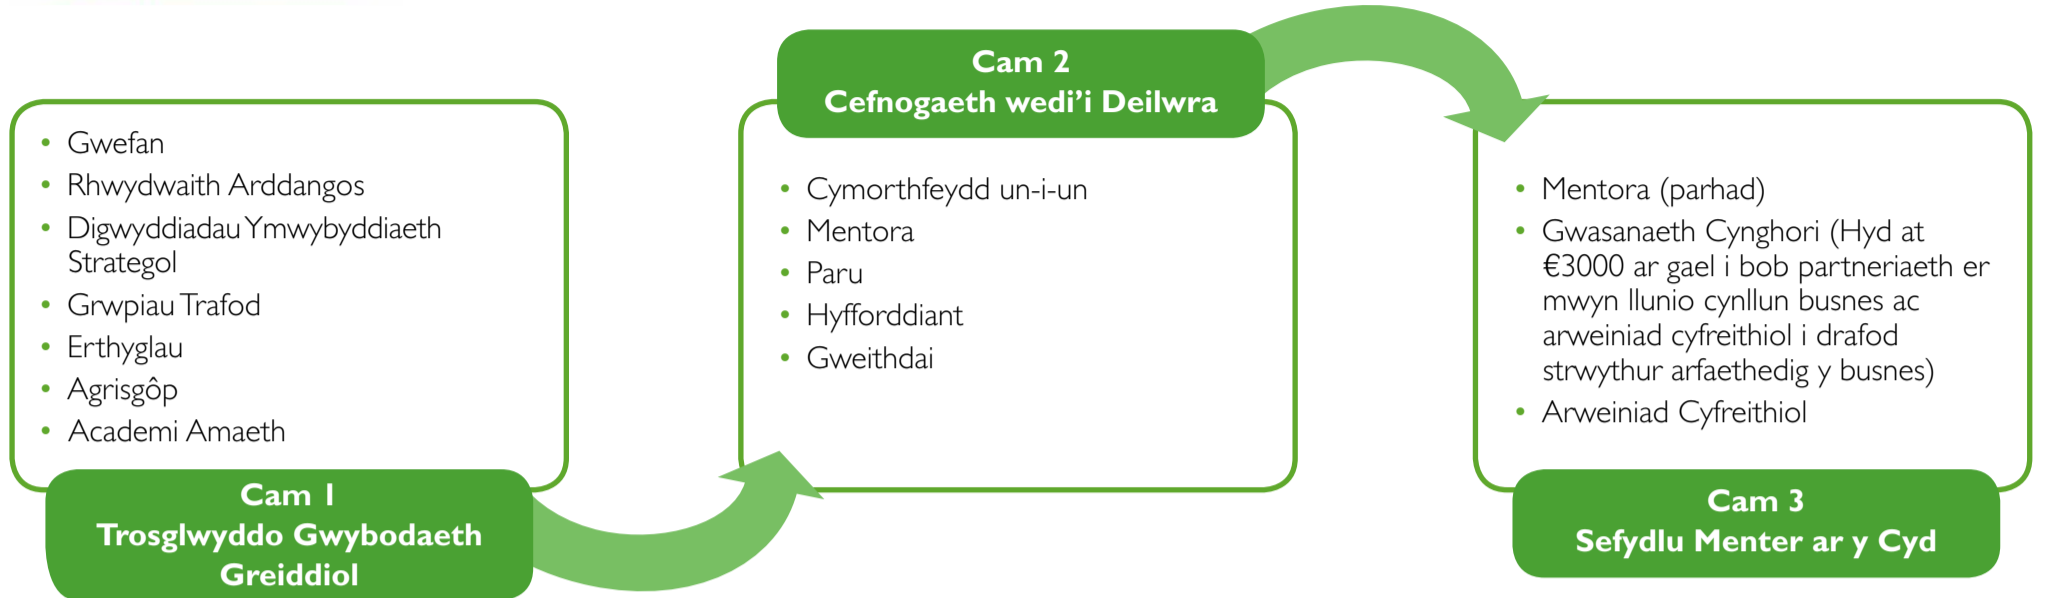 • Gwefan
• Rhwydwaith Arddangos
• Digwyddiadau Ymwybyddiaeth
Strategol
• Grwpiau Trafod
• Erthyglau
• Agrisgôp
• Academi Amaeth
Cam 1
Trosglwyddo Gwybodaeth
Greiddiol
Cam 2
Cefnogaeth wedi’i Deilwra
• Cymorthfeydd un-i-un
• Mentora
• Paru
• Hyfforddiant
• Gweithdai
• Mentora (parhad)
• Gwasanaeth Cynghori (Hyd at
€3000 ar gael i bob partneriaeth er
mwyn llunio cynllun busnes ac
arweiniad cyfreithiol i drafod
strwythur arfaethedig y busnes)
• Arweiniad Cyfreithiol
Cam 3
Sefydlu Menter ar y Cyd